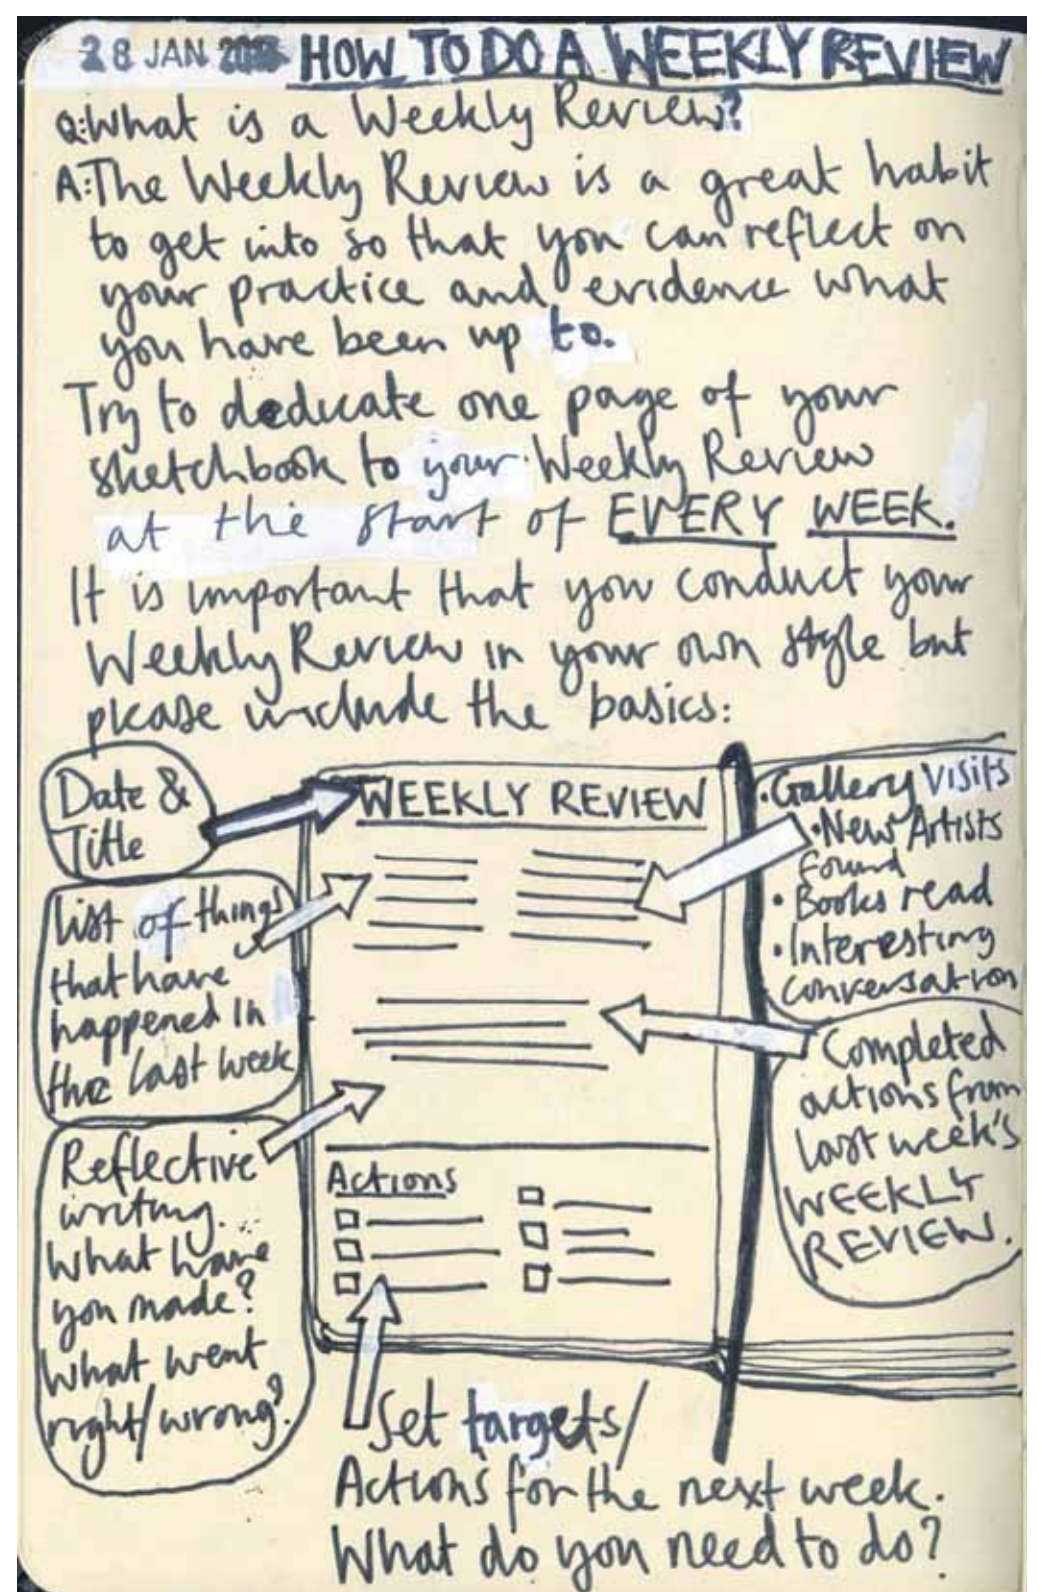 28 JAN HOW TO DO A WEEKLY REVIEW
Q: What is a Weekly Review?
A: The Weekly Review is a great habit
to get into so that you can reflect on
your practice and evidence what
you have been up to.
Try to dedicate one page of your
sketchbook to your Weekly Review
at the start of EVERY WEEK.
It is important that you conduct your
Weekly Review in your own style but
please include the basics:
Date &
Title
List of things
that have
happened in
the last week
Reflective
writing.
What have
you made?
What went
right/wrong?
WEEKLY REVIEW
Actions
• Gallery Visits
• New Artists
found
• Books read
• Interesting
conversation
Completed
actions from
last week's
WEEKLY
REVIEW.
Set targets/
Actions for the next week.
What do you need to do?